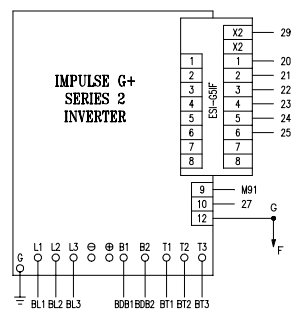 IMPULSE G+
SERIES 2
INVERTER
ESI-G5IF
X2 29
X2
1 1 20
2 2 21
3 3 22
4 4 23
5 5 24
6 6 25
7 7
8 8
9 M91
10 27
12 G
F
G L1 L2 L3 ⊖ ⊕ B1 B2 T1 T2 T3
BL1 BL2 BL3 BDB1 BDB2 BT1 BT2 BT3